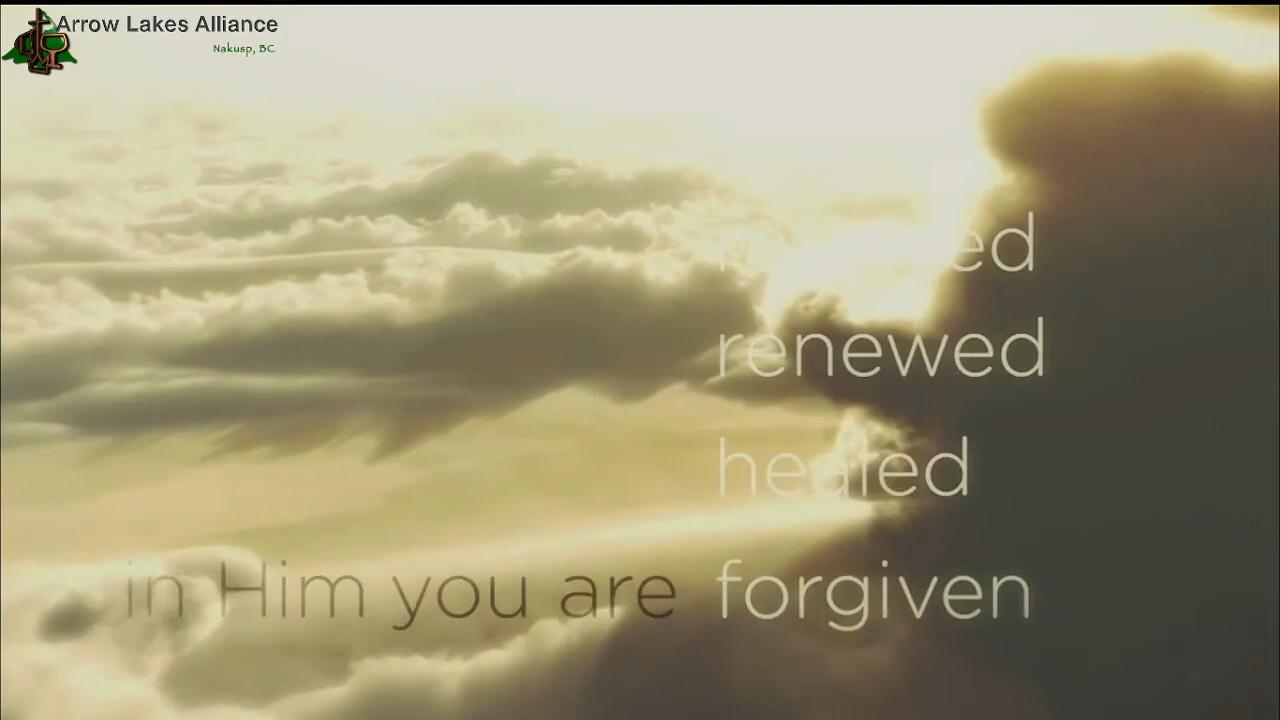 Arrow Lakes Alliance
Nakusp, BC
renewed
healed
in Him you are forgiven